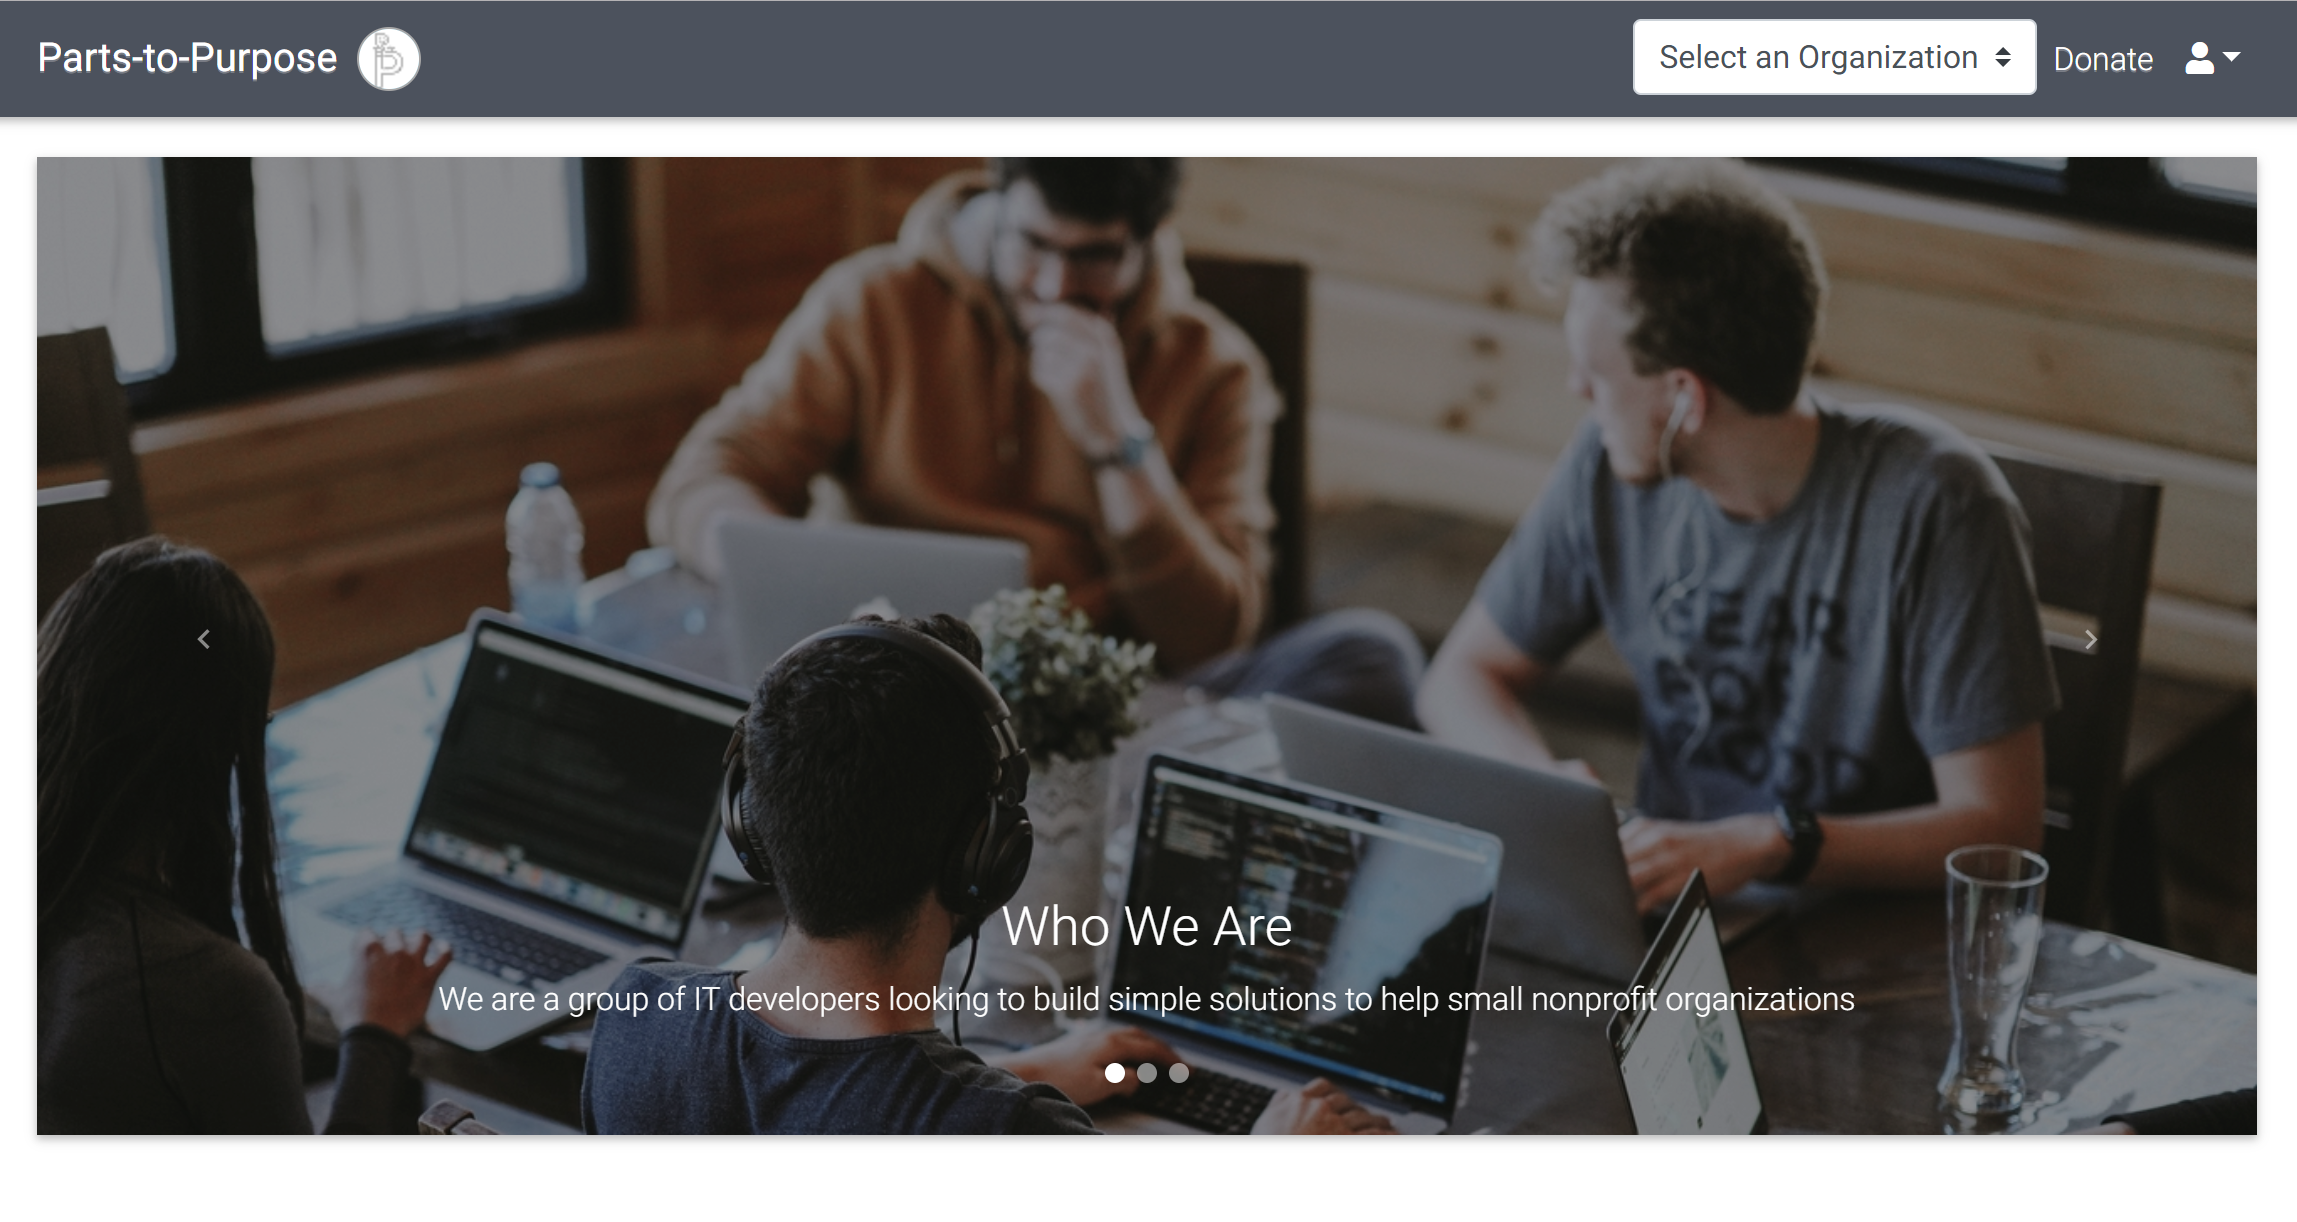 Parts-to-Purpose
Select an Organization
Donate
Who We Are
We are a group of IT developers looking to build simple solutions to help small nonprofit organizations